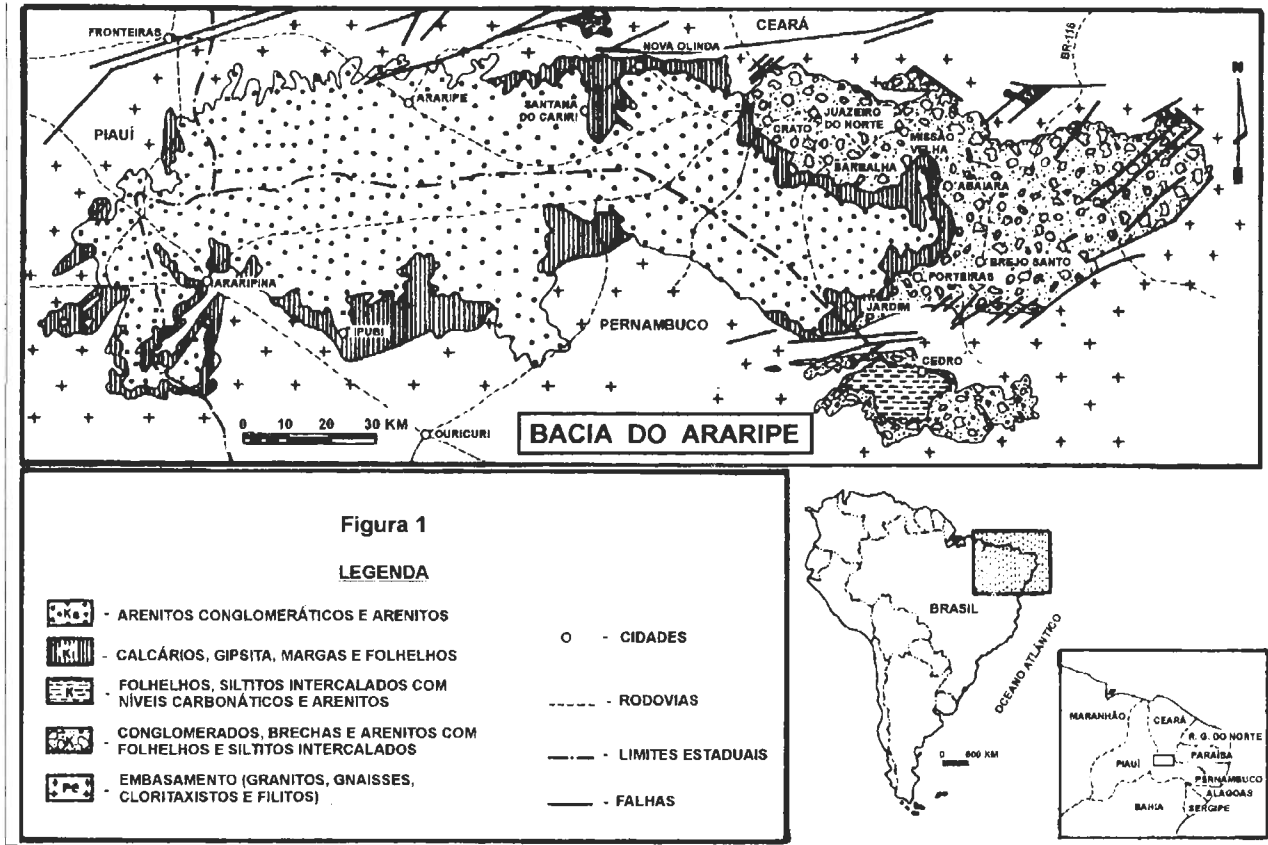 FRONTEIRAS
CEARÁ
BR-116
NOVA OLINDA
N
ARARIPE
SANTANA
DO CARIRI
PIAUÍ
CRATO
JUAZEIRO
DO NORTE
MISSÃO
VELHA
BARBALHA
ABAIARA
BREJO SANTO
PORTEIRAS
ARARIPINA
JARDIM
IPUBI
PERNAMBUCO
CEDRO
0 10 20 30 KM
OURICURI
BACIA DO ARARIPE
Figura 1
LEGENDA
- ARENITOS CONGLOMERÁTICOS E ARENITOS
- CALCÁRIOS, GIPSITA, MARGAS E FOLHELHOS
K
- FOLHELHOS, SILTITOS INTERCALADOS COM
NÍVEIS CARBONÁTICOS E ARENITOS
K
- CONGLOMERADOS, BRECHAS E ARENITOS COM
FOLHELHOS E SILTITOS INTERCALADOS
- EMBASAMENTO (GRANITOS, GNAISSES,
CLORITAXISTOS E FILITOS)
- CIDADES
- RODOVIAS
- LIMITES ESTADUAIS
- FALHAS
BRASIL
OCEANO ATLÂNTICO
0 600 KM
MARANHÃO
CEARÁ
R. G. DO NORTE
PARAÍBA
PIAUÍ
PERNAMBUCO
ALAGOAS
BAHIA
SERGIPE